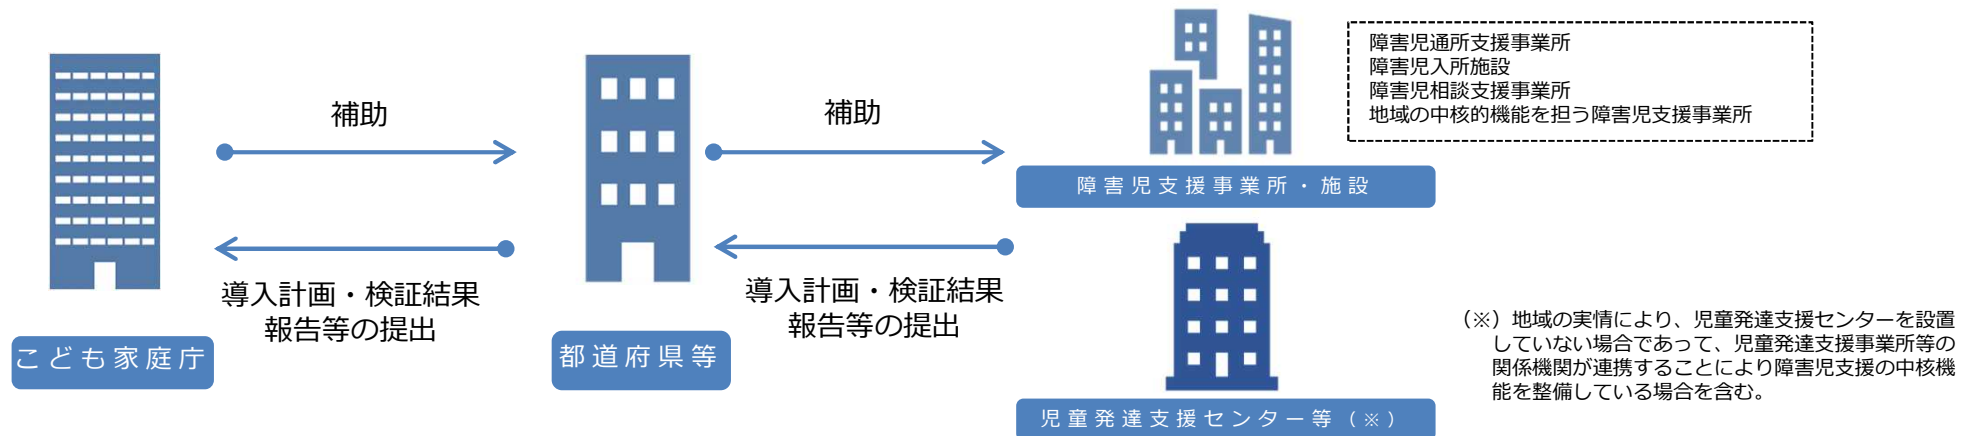 補助
導入計画・検証結果
報告等の提出
こども家庭庁
都道府県等
補助
導入計画・検証結果
報告等の提出
障害児通所支援事業所
障害児入所施設
障害児相談支援事業所
地域の中核的機能を担う障害児支援事業所
障害児支援事業所・施設
児童発達支援センター等（※）
（※）地域の実情により、児童発達支援センターを設置
していない場合であって、児童発達支援事業所等の
関係機関が連携することにより障害児支援の中核機
能を整備している場合を含む。